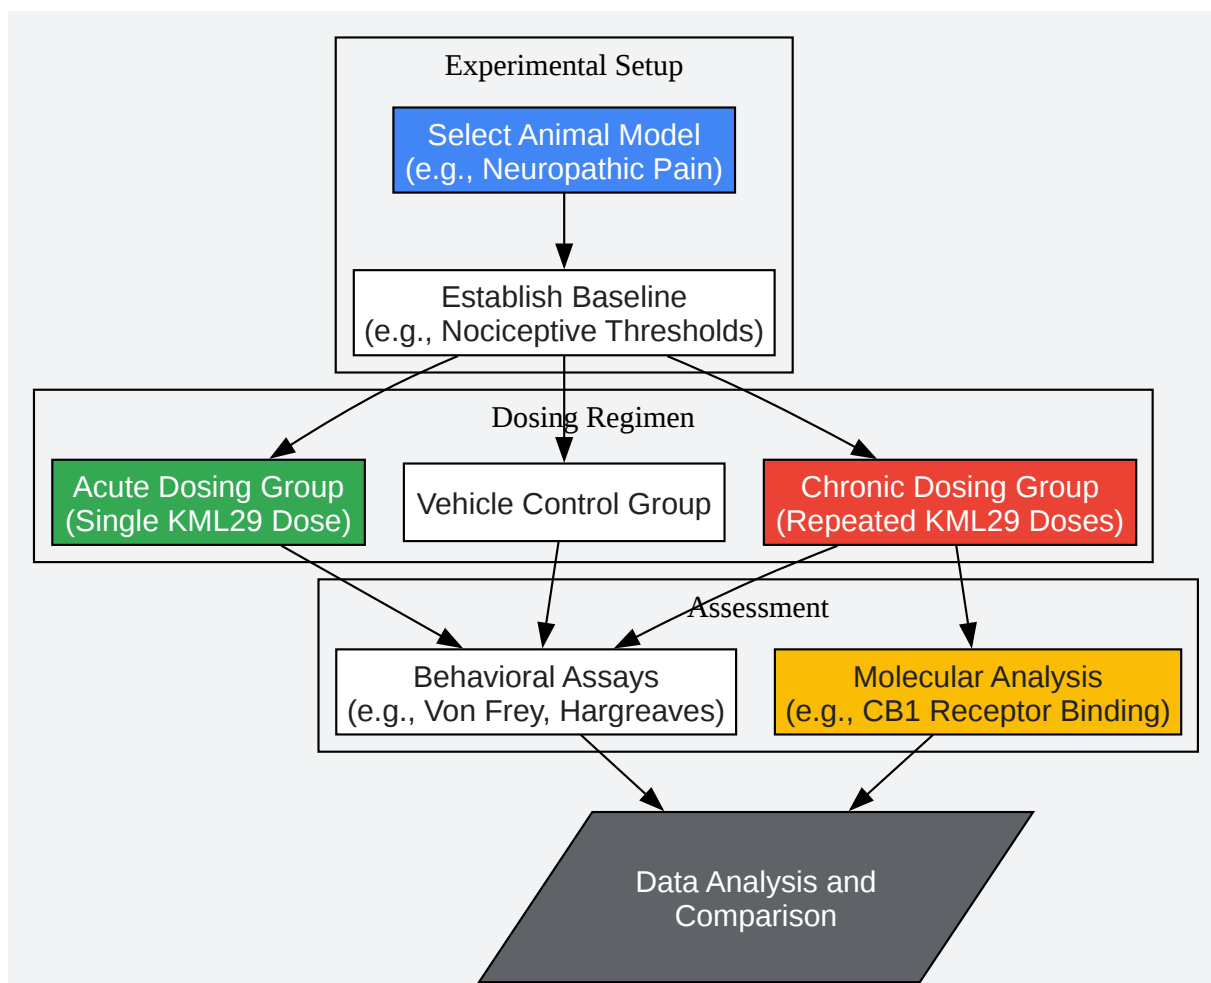 Experimental Setup
Select Animal Model
(e.g., Neuropathic Pain)
Establish Baseline
(e.g., Nociceptive Thresholds)
Dosing Regimen
Acute Dosing Group
(Single KML29 Dose)
Vehicle Control Group
Chronic Dosing Group
(Repeated KML29 Doses)
Assessment
Behavioral Assays
(e.g., Von Frey, Hargreaves)
Molecular Analysis
(e.g., CB1 Receptor Binding)
Data Analysis and
Comparison